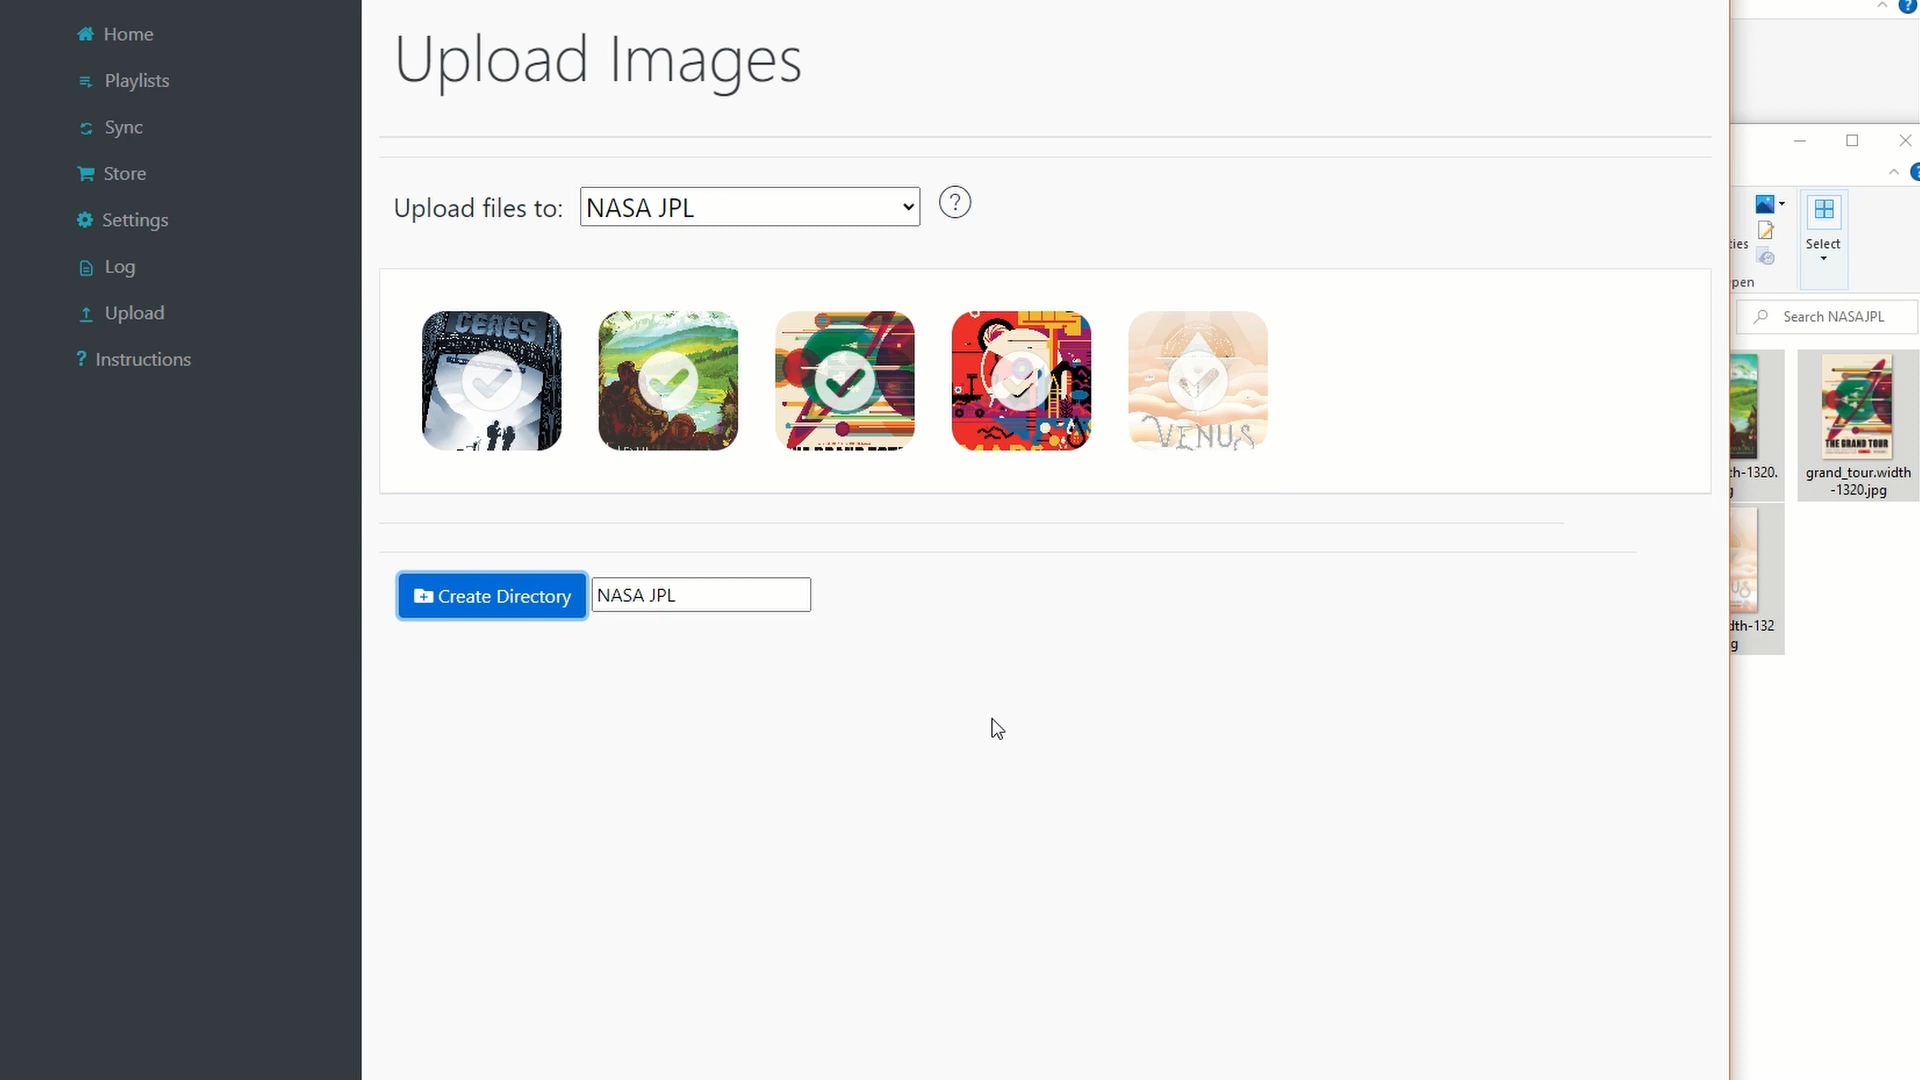 Home
Playlists
Sync
Store
Settings
Log
Upload
? Instructions
Upload Images
Upload files to: NASA JPL ?
CERES
VENUS
Create Directory NASA JPL
?
Select
Search NASAJPL
THE GRAND TOUR
grand_tour.width
-1320.jpg